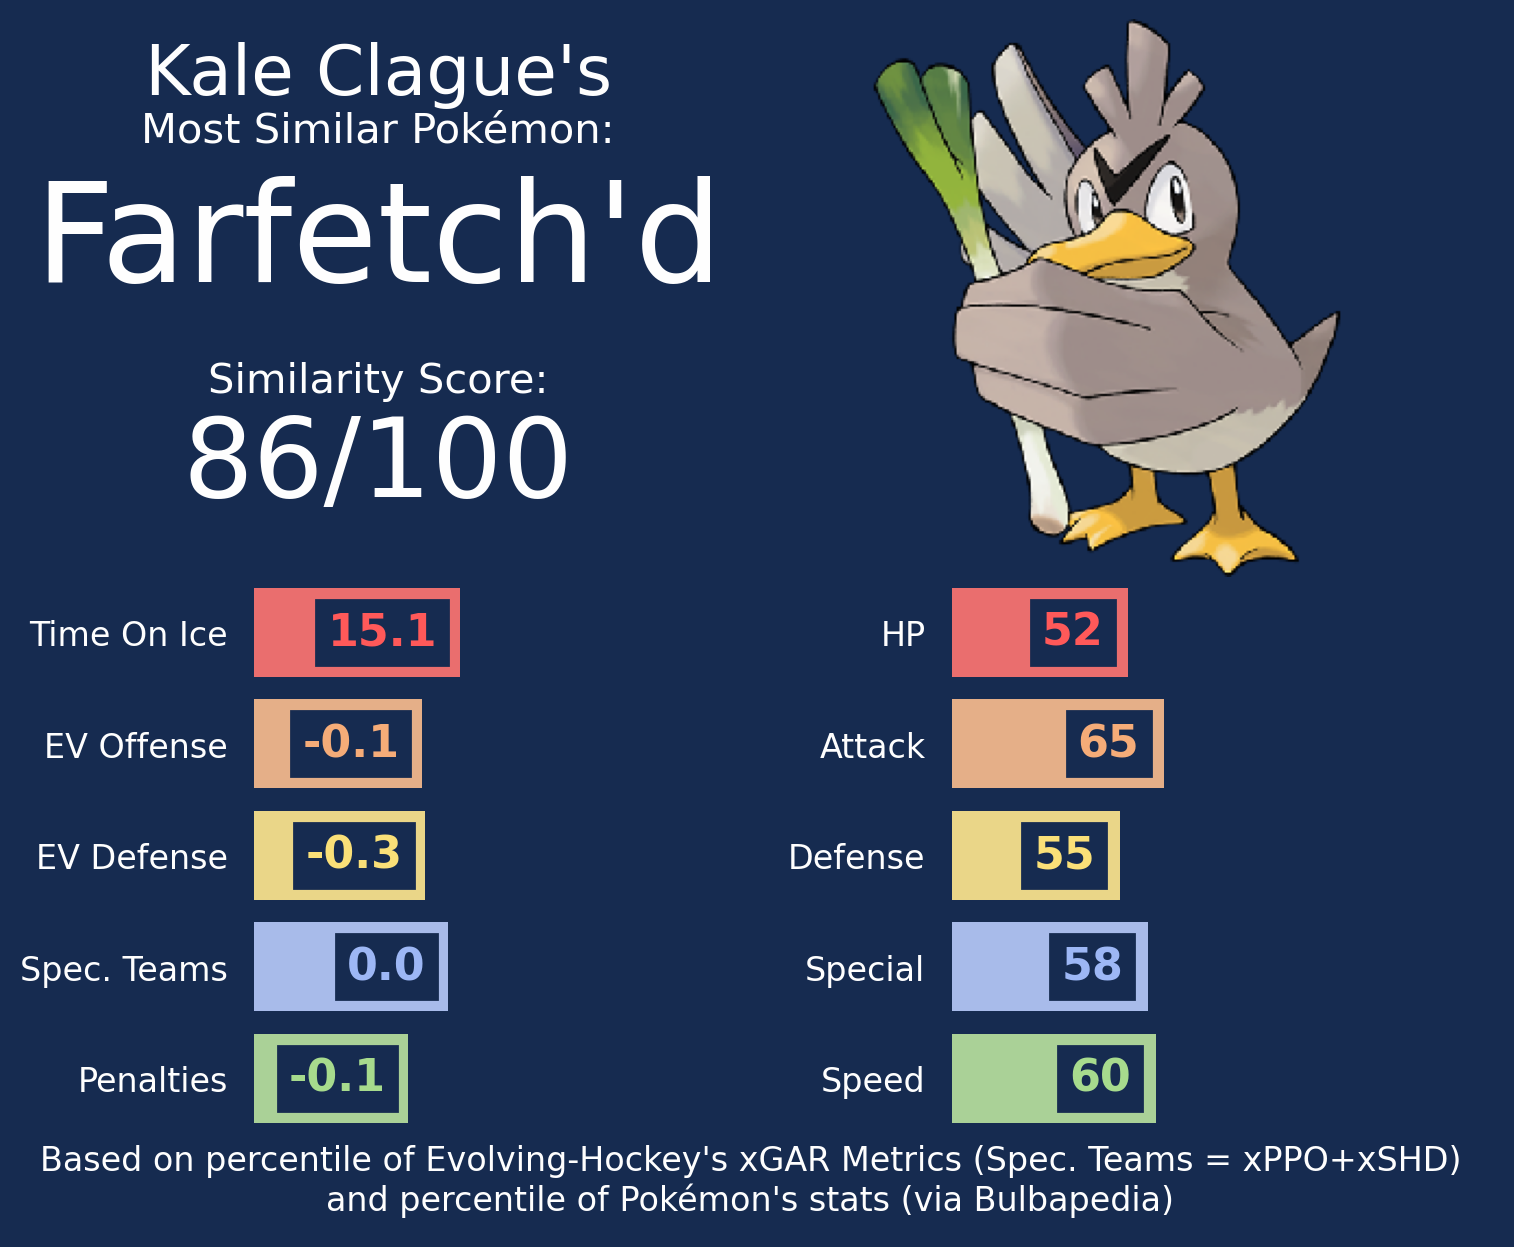 Kale Clague's
Most Similar Pokémon:
Farfetch'd
Similarity Score:
86/100
Time On Ice 15.1
EV Offense -0.1
EV Defense -0.3
Spec. Teams 0.0
Penalties -0.1
HP 52
Attack 65
Defense 55
Special 58
Speed 60
Based on percentile of Evolving-Hockey's xGAR Metrics (Spec. Teams = xPPO+xSHD)
and percentile of Pokémon's stats (via Bulbapedia)